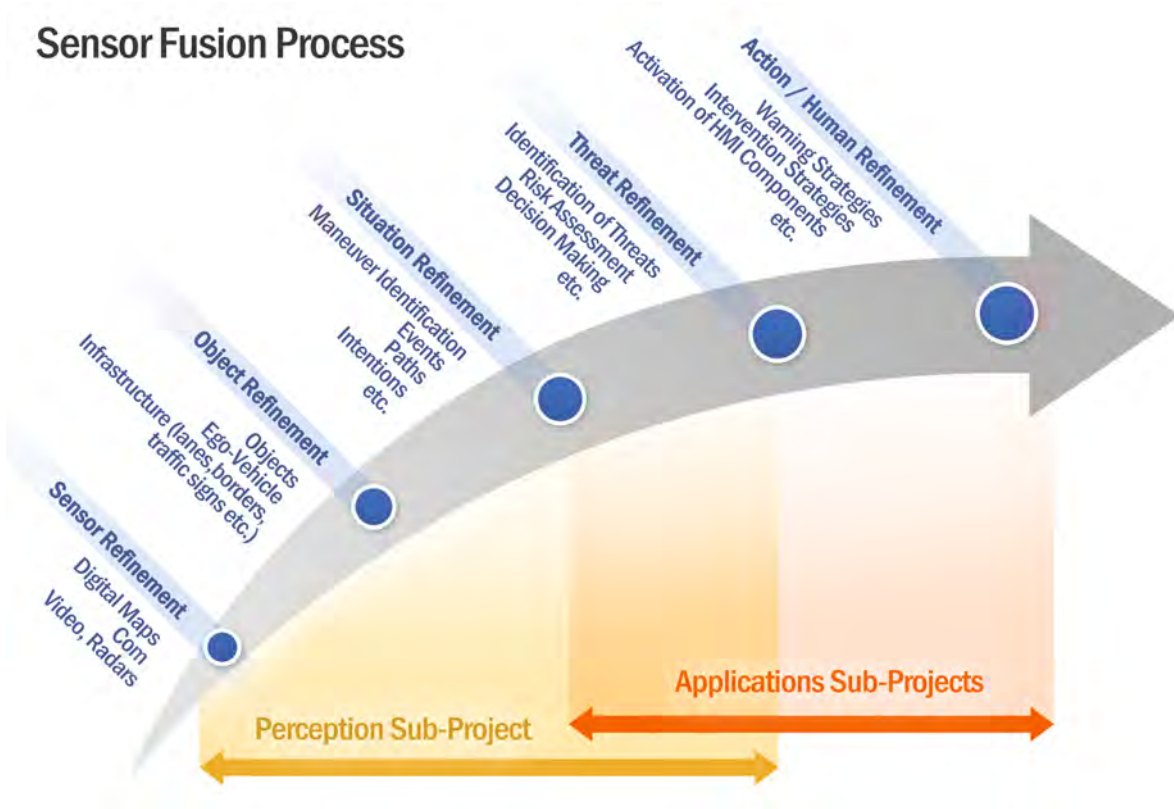 Sensor Fusion Process
Sensor Refinement
Digital Maps
Com
Video, Radars
Object Refinement
Objects
Ego-Vehicle
Infrastructure (lanes,borders,
traffic signs etc.)
Situation Refinement
Maneuver Identification
Events
Paths
Intentions
etc.
Threat Refinement
Identification of Threats
Risk Assessment
Decision Making
etc.
Action / Human Refinement
Warning Strategies
Intervention Strategies
Activation of HMI Components
etc.
Applications Sub-Projects
Perception Sub-Project